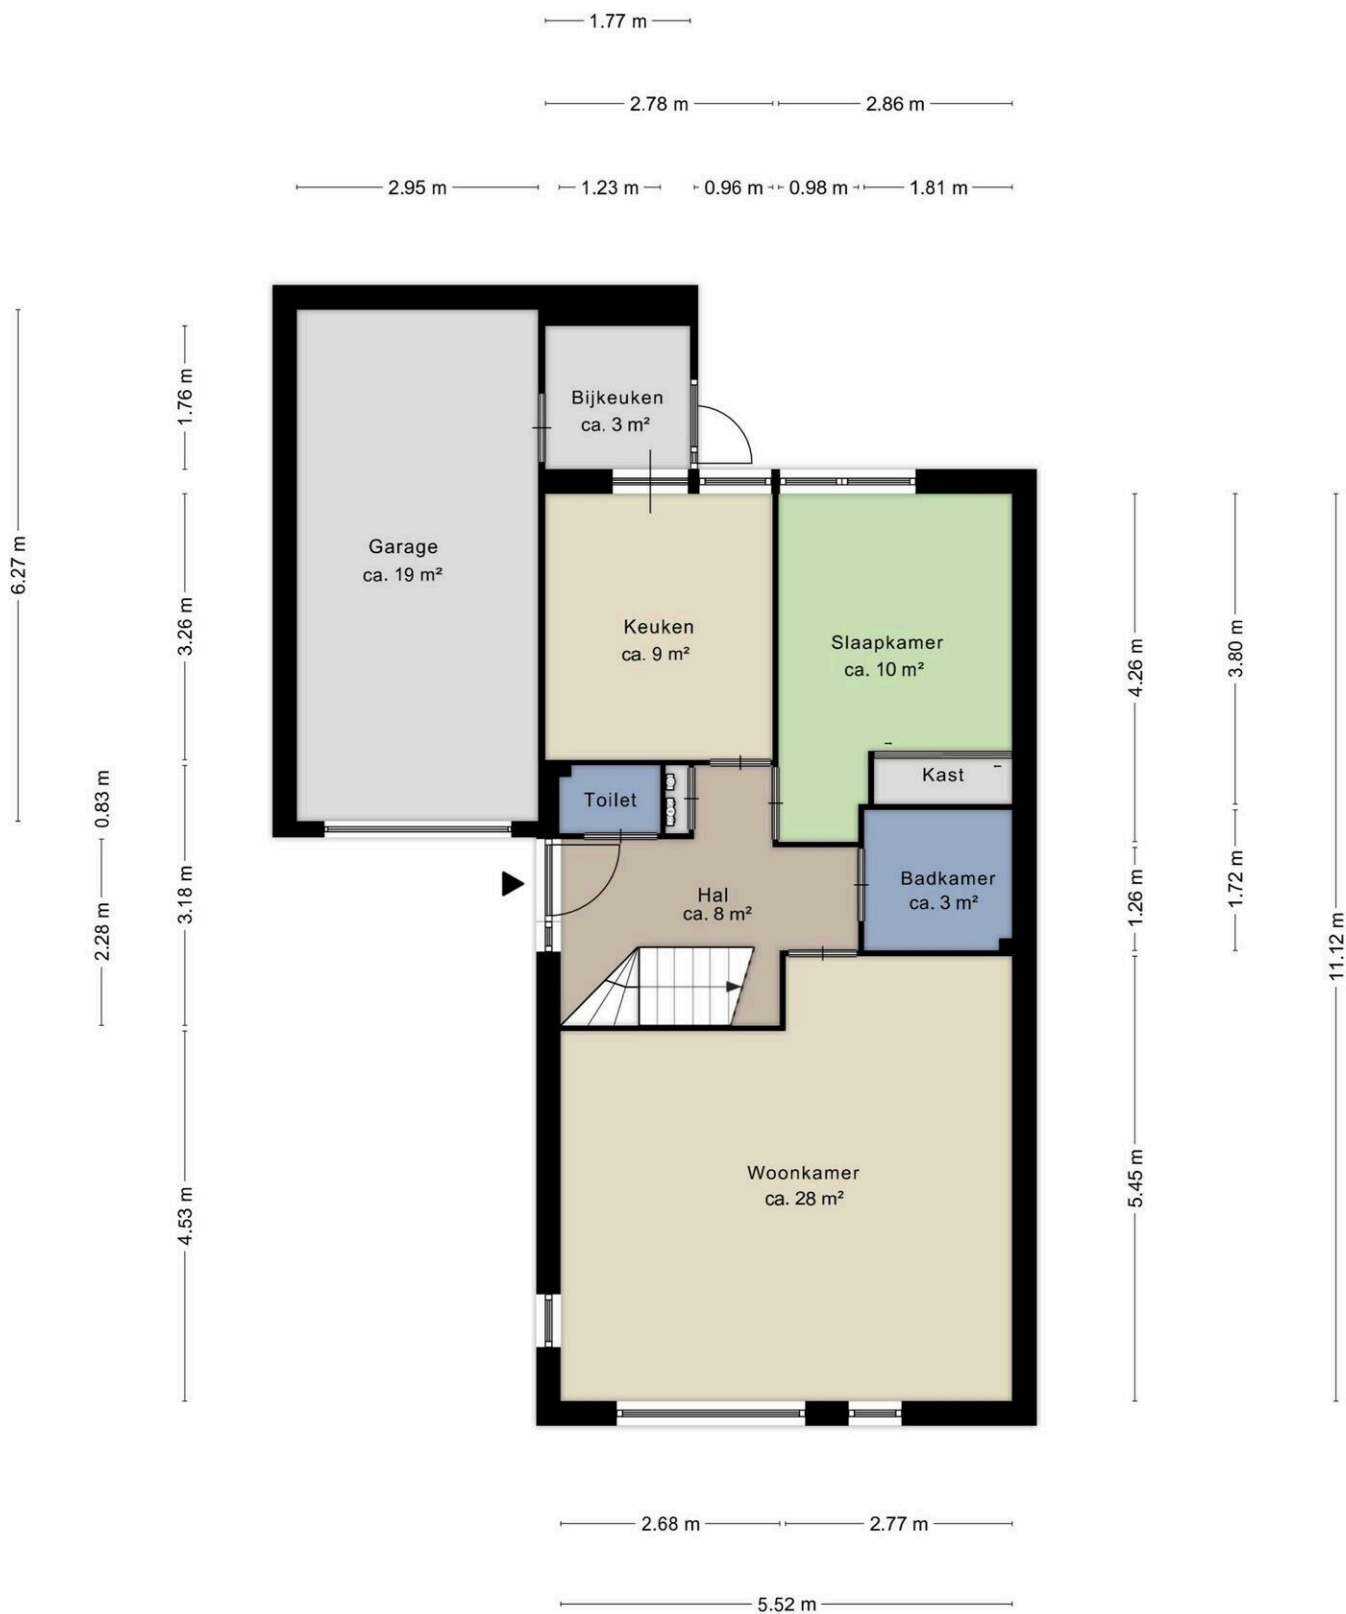 1.77 m
2.78 m
2.86 m
2.95 m
1.23 m
0.96 m
0.98 m
1.81 m
6.27 m
0.83 m
2.28 m
1.76 m
3.26 m
3.18 m
4.53 m
Bijkeuken
ca. 3 m²
Garage
ca. 19 m²
Keuken
ca. 9 m²
Slaapkamer
ca. 10 m²
Kast
Toilet
Badkamer
ca. 3 m²
Hal
ca. 8 m²
Woonkamer
ca. 28 m²
4.26 m
1.26 m
5.45 m
3.80 m
1.72 m
11.12 m
2.68 m
2.77 m
5.52 m